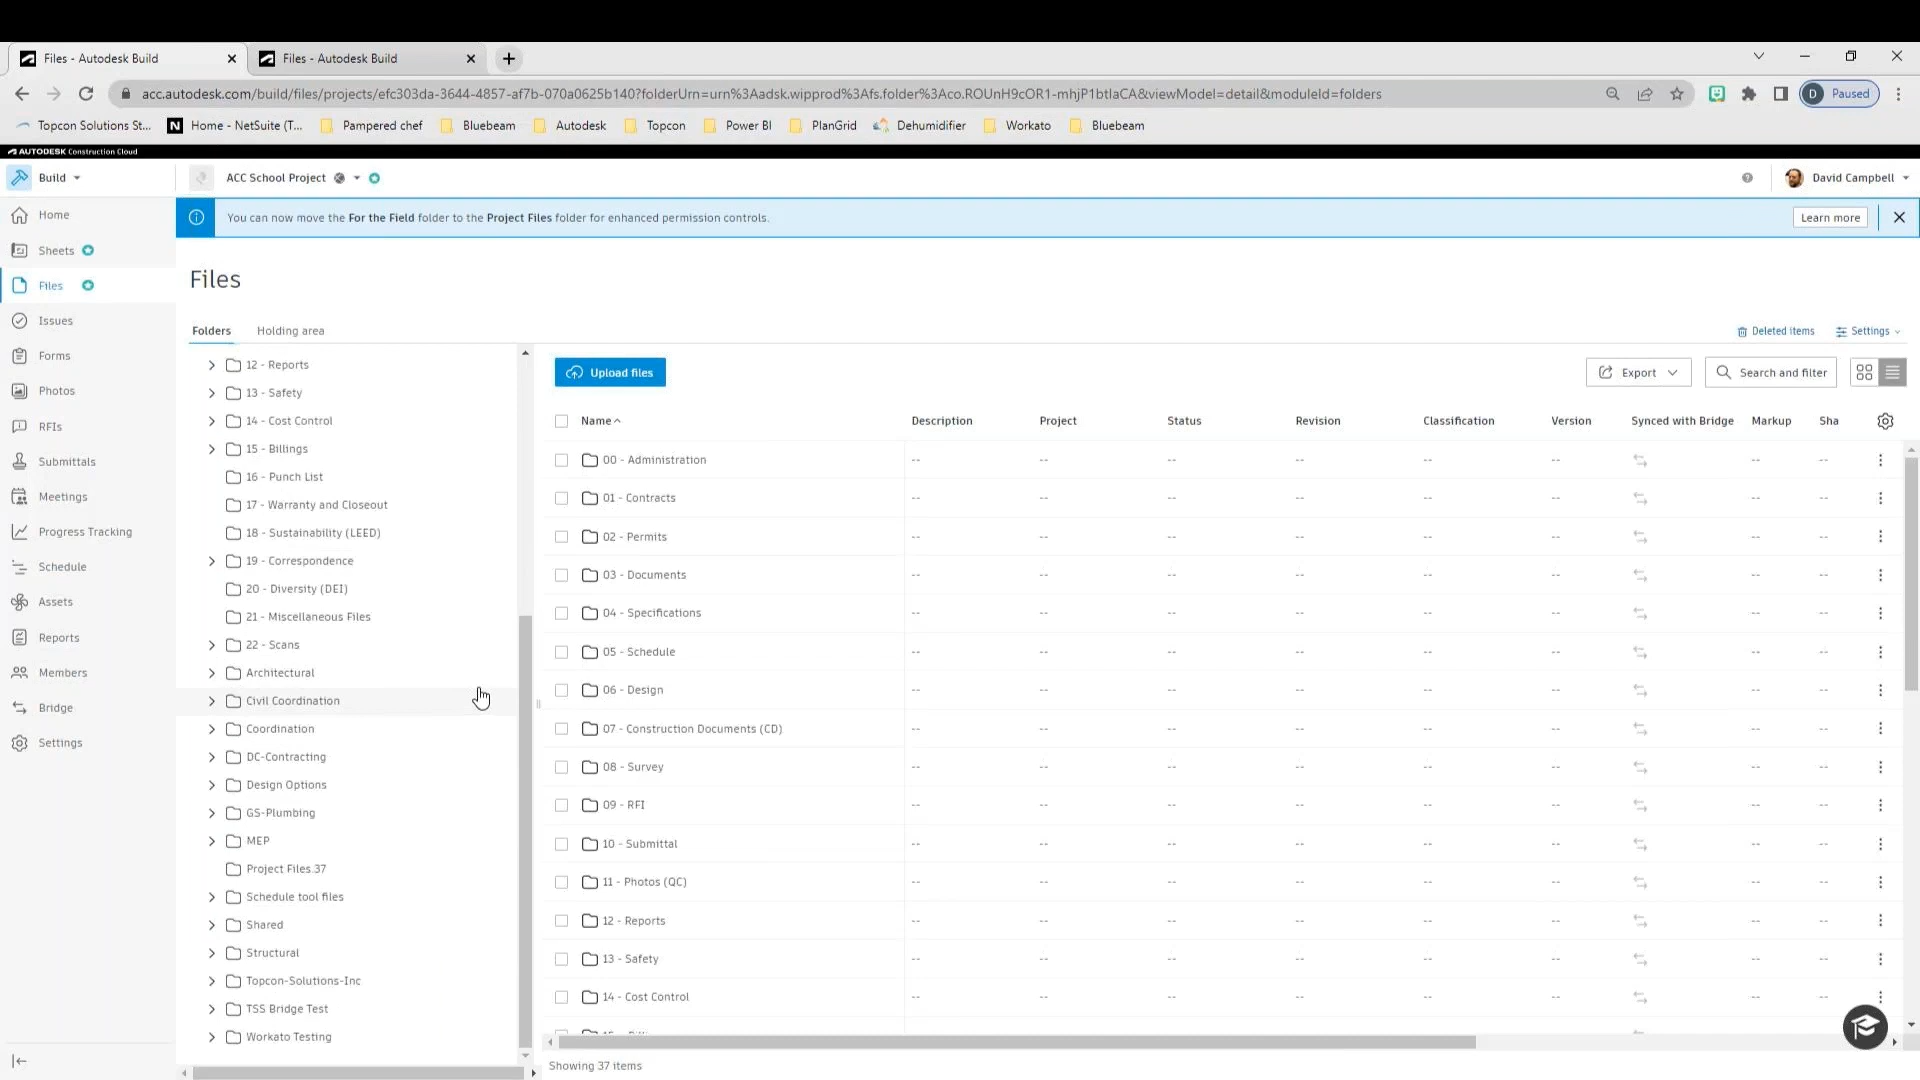 Files - Autodesk Build
Files - Autodesk Build
acc.autodesk.com/build/files/projects/efc303da-3644-4857-af7b-070a0625b140?folderUrn=urn%3Aadsk.wipprod%3Afs.folder%3Aco.ROUnH9cOR1-mhjP1btIaCA&viewModel=detail&moduleId=folders
D Paused
Topcon Solutions St... N Home - NetSuite (T... Pampered chef Bluebeam Autodesk Topcon Power BI PlanGrid Dehumidifier Workato Bluebeam
AUTODESK Construction Cloud
Build
ACC School Project
David Campbell
You can now move the For the Field folder to the Project Files folder for enhanced permission controls.
Learn more
Home
Sheets
Files
Issues
Forms
Photos
RFIs
Submittals
Meetings
Progress Tracking
Schedule
Assets
Reports
Members
Bridge
Settings
Files
Folders Holding area
Deleted items Settings
12 - Reports
13 - Safety
14 - Cost Control
15 - Billings
16 - Punch List
17 - Warranty and Closeout
18 - Sustainability (LEED)
19 - Correspondence
20 - Diversity (DEI)
21 - Miscellaneous Files
22 - Scans
Architectural
Civil Coordination
Coordination
DC-Contracting
Design Options
GS-Plumbing
MEP
Project Files.37
Schedule tool files
Shared
Structural
Topcon-Solutions-Inc
TSS Bridge Test
Workato Testing
Upload files
Export
Search and filter
Name Description Project Status Revision Classification Version Synced with Bridge Markup Sha
00 - Administration -- -- -- -- -- -- -- --
01 - Contracts -- -- -- -- -- -- -- --
02 - Permits -- -- -- -- -- -- -- --
03 - Documents -- -- -- -- -- -- -- --
04 - Specifications -- -- -- -- -- -- -- --
05 - Schedule -- -- -- -- -- -- -- --
06 - Design -- -- -- -- -- -- -- --
07 - Construction Documents (CD) -- -- -- -- -- -- -- --
08 - Survey -- -- -- -- -- -- -- --
09 - RFI -- -- -- -- -- -- -- --
10 - Submittal -- -- -- -- -- -- -- --
11 - Photos (QC) -- -- -- -- -- -- -- --
12 - Reports -- -- -- -- -- -- -- --
13 - Safety -- -- -- -- -- -- -- --
14 - Cost Control -- -- -- -- -- -- -- --
Showing 37 items